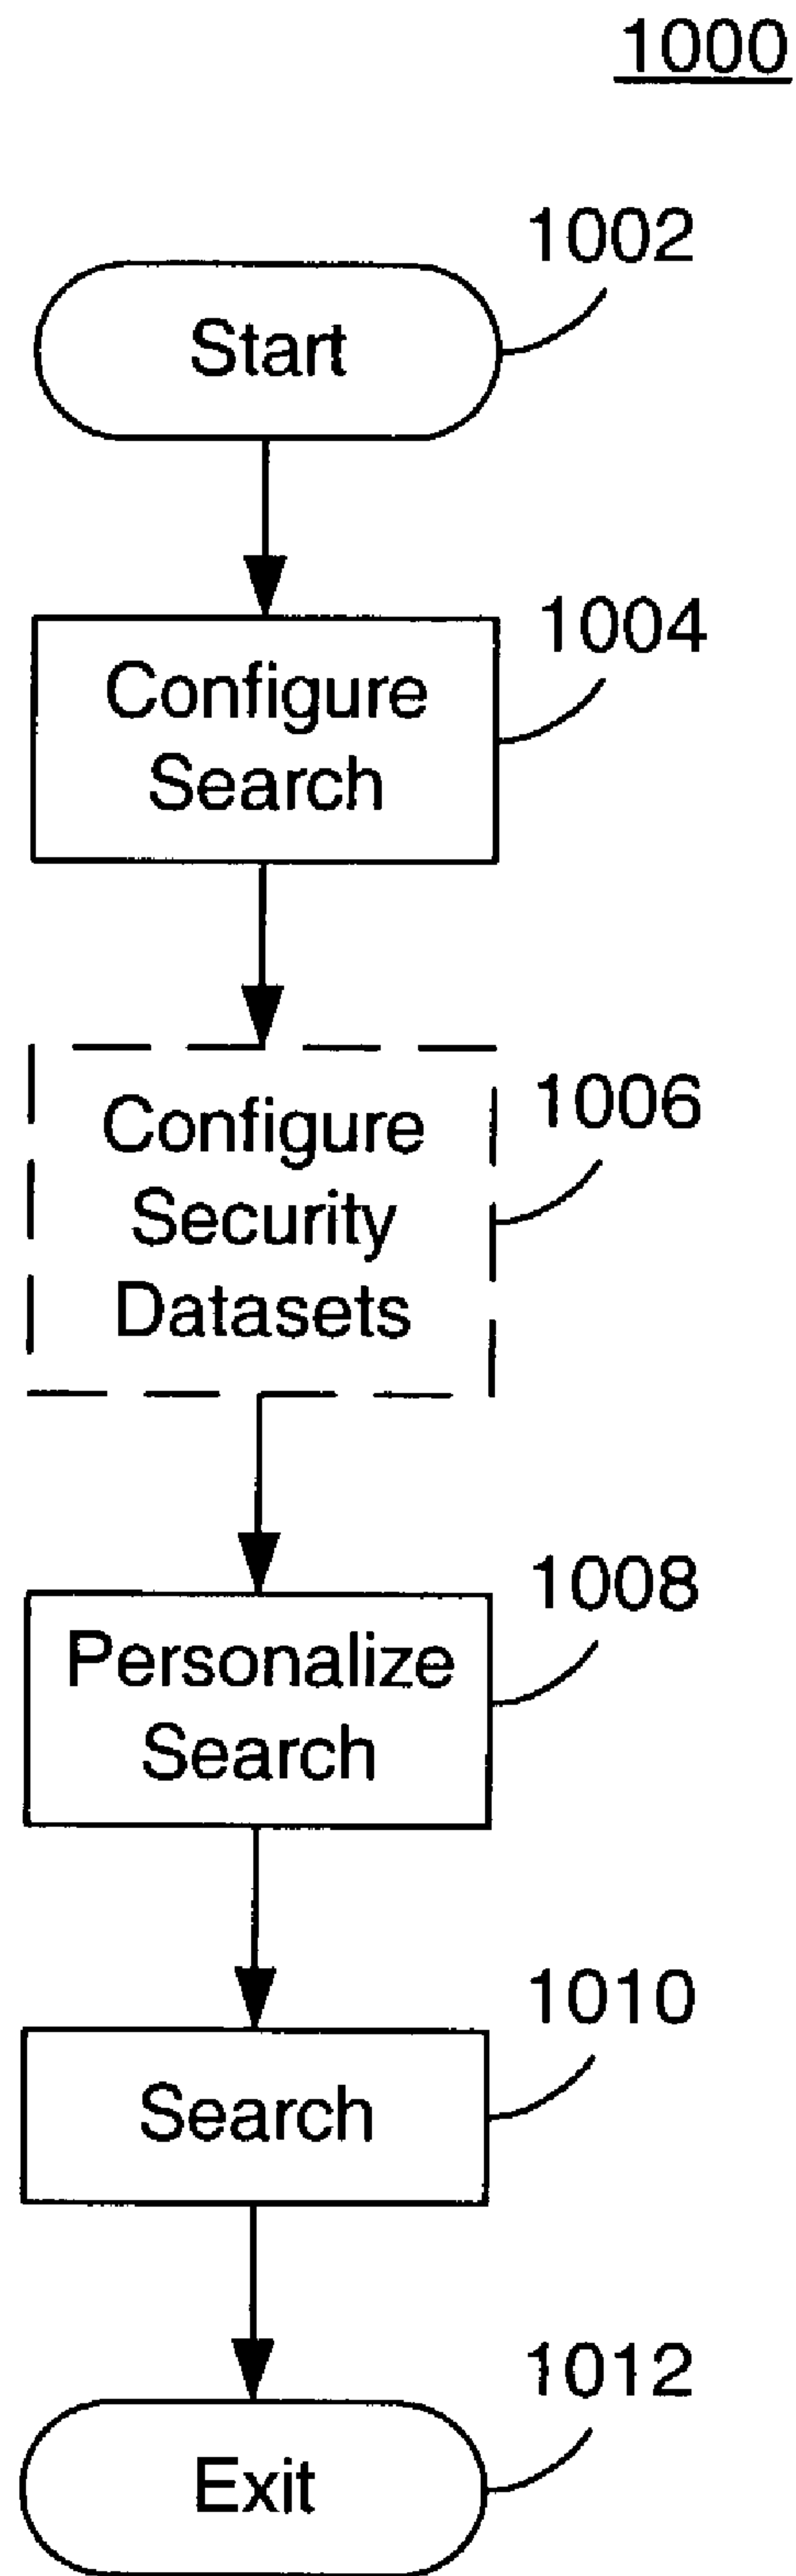 1000
1002
Start
1004
Configure
Search
1006
Configure
Security
Datasets
1008
Personalize
Search
1010
Search
1012
Exit